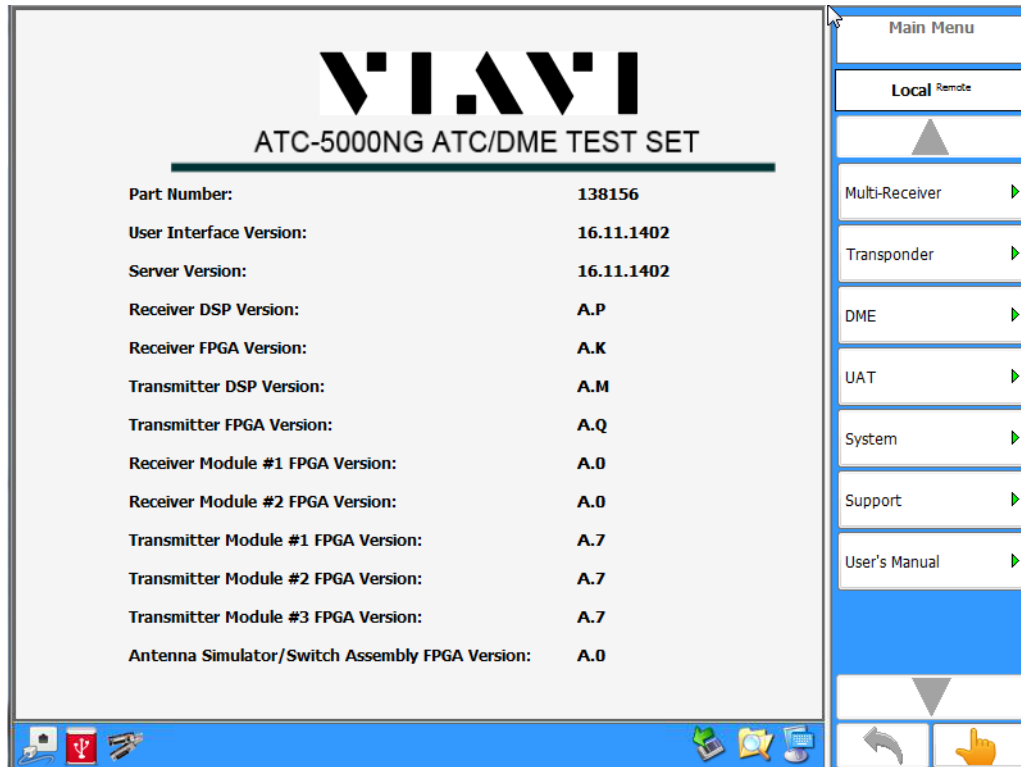 VIAVI
ATC-5000NG ATC/DME TEST SET
Part Number: 138156
User Interface Version: 16.11.1402
Server Version: 16.11.1402
Receiver DSP Version: A.P
Receiver FPGA Version: A.K
Transmitter DSP Version: A.M
Transmitter FPGA Version: A.Q
Receiver Module #1 FPGA Version: A.0
Receiver Module #2 FPGA Version: A.0
Transmitter Module #1 FPGA Version: A.7
Transmitter Module #2 FPGA Version: A.7
Transmitter Module #3 FPGA Version: A.7
Antenna Simulator/Switch Assembly FPGA Version: A.0
Main Menu
Local Remote
Multi-Receiver
Transponder
DME
UAT
System
Support
User's Manual